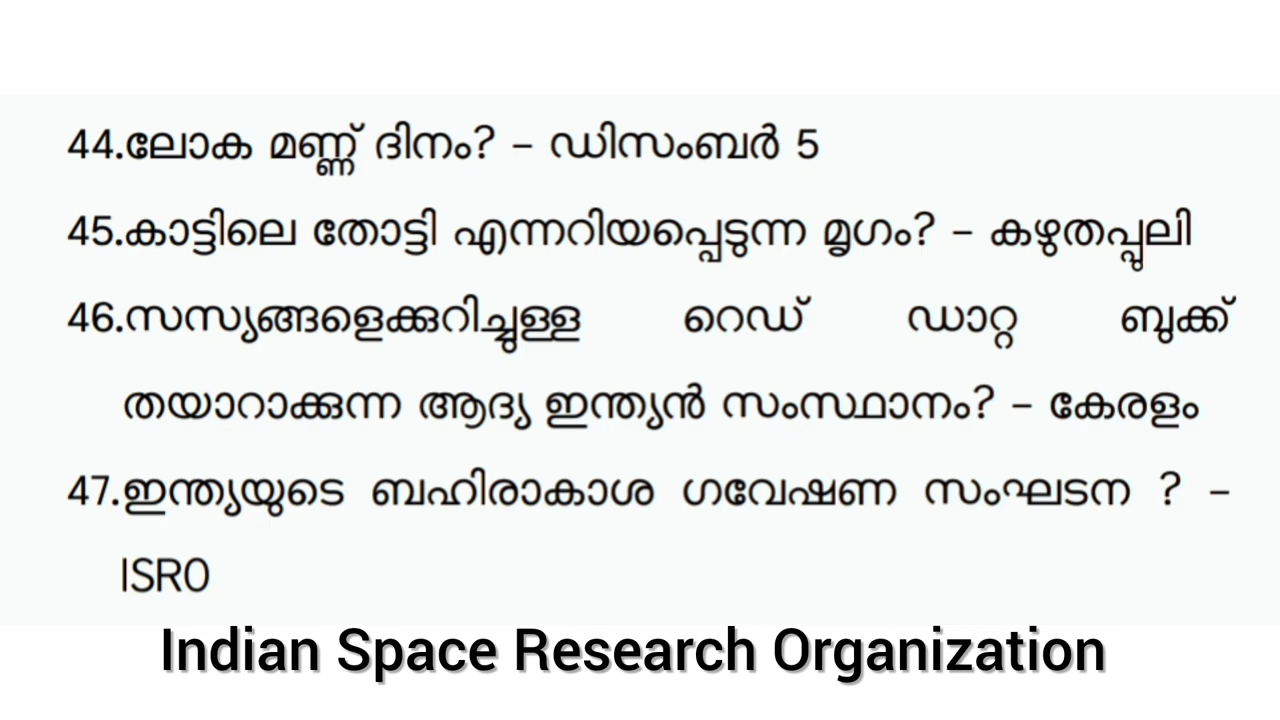 44.ലോക മണ്ണ് ദിനം? – ഡിസംബർ 5
45.കാട്ടിലെ തോട്ടി എന്നറിയപ്പെടുന്ന മൃഗം? – കഴുതപ്പുലി
46.സസ്യങ്ങളെക്കുറിച്ചുള്ള റെഡ് ഡാറ്റ ബുക്ക്
തയാറാക്കുന്ന ആദ്യ ഇന്ത്യൻ സംസ്ഥാനം? – കേരളം
47.ഇന്ത്യയുടെ ബഹിരാകാശ ഗവേഷണ സംഘടന ? –
ISRO
Indian Space Research Organization